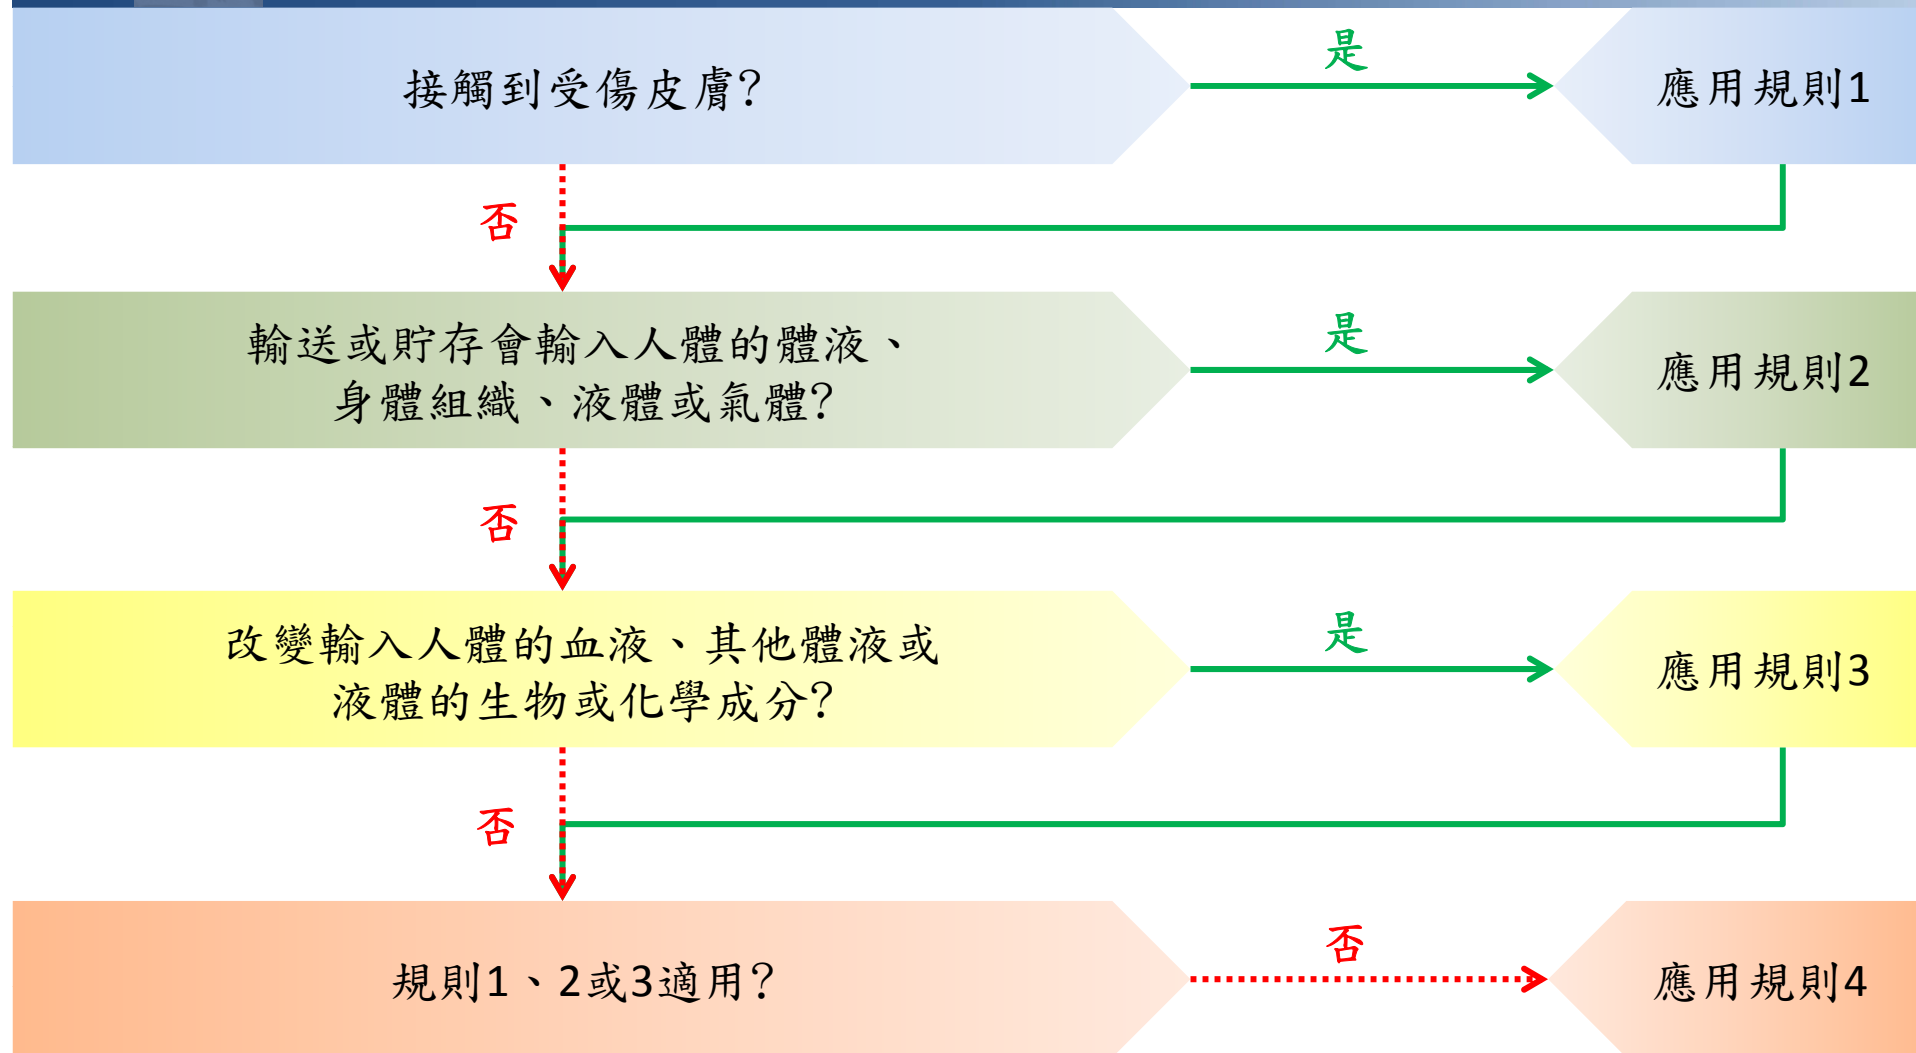 接觸到受傷皮膚?
是
應用規則1
否
輸送或貯存會輸入人體的體液、
身體組織、液體或氣體?
是
應用規則2
否
改變輸入人體的血液、其他體液或
液體的生物或化學成分?
是
應用規則3
否
規則1、2或3適用?
否
應用規則4